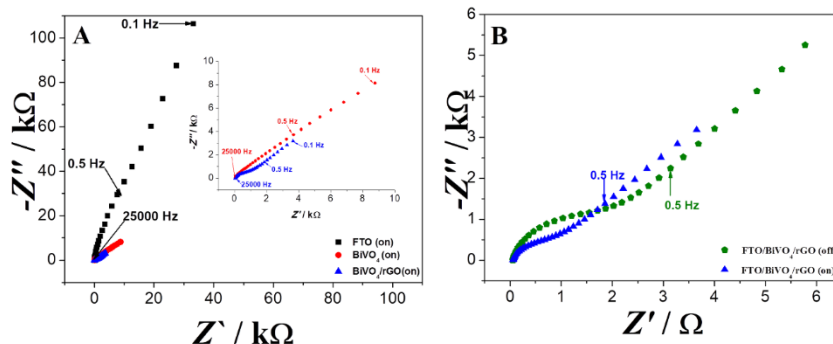 A
-Z″ / kΩ
100
80
60
40
20
0
0 20 40 60 80 100
Z` / kΩ
0.1 Hz
0.5 Hz
25000 Hz
FTO (on)
BiVO₄(on)
BiVO₄/rGO(on)
-Z″ / kΩ
10
8
6
4
2
0
0 2 4 6 8 10
Z′ / kΩ
0.1 Hz
0.5 Hz
25000 Hz
0.1 Hz
0.5 Hz
25000 Hz
B
-Z″ / kΩ
6
5
4
3
2
1
0
0 1 2 3 4 5 6
Z′ / Ω
0.5 Hz
0.5 Hz
FTO/BiVO₄/rGO (off
FTO/BiVO₄/rGO (on)